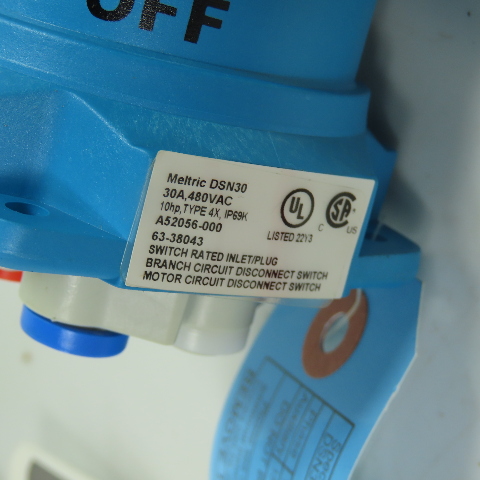 OFF
Meltric DSN30
30A,480VAC
10hp,TYPE 4X, IP69K
A52056-000
63-38043
SWITCH RATED INLET/PLUG
BRANCH CIRCUIT DISCONNECT SWITCH
MOTOR CIRCUIT DISCONNECT SWITCH
UL
LISTED 22Y3
C SA US